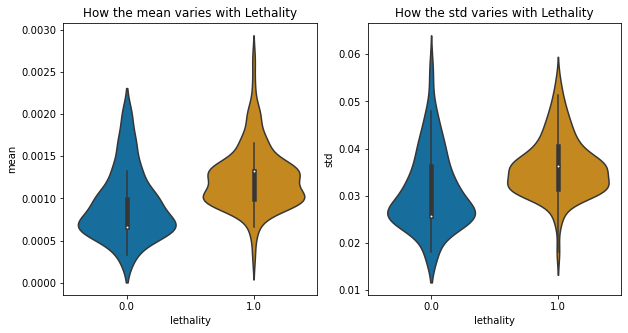 How the mean varies with Lethality
mean
0.0030
0.0025
0.0020
0.0015
0.0010
0.0005
0.0000
0.0
1.0
lethality
How the std varies with Lethality
std
0.06
0.05
0.04
0.03
0.02
0.01
0.0
1.0
lethality